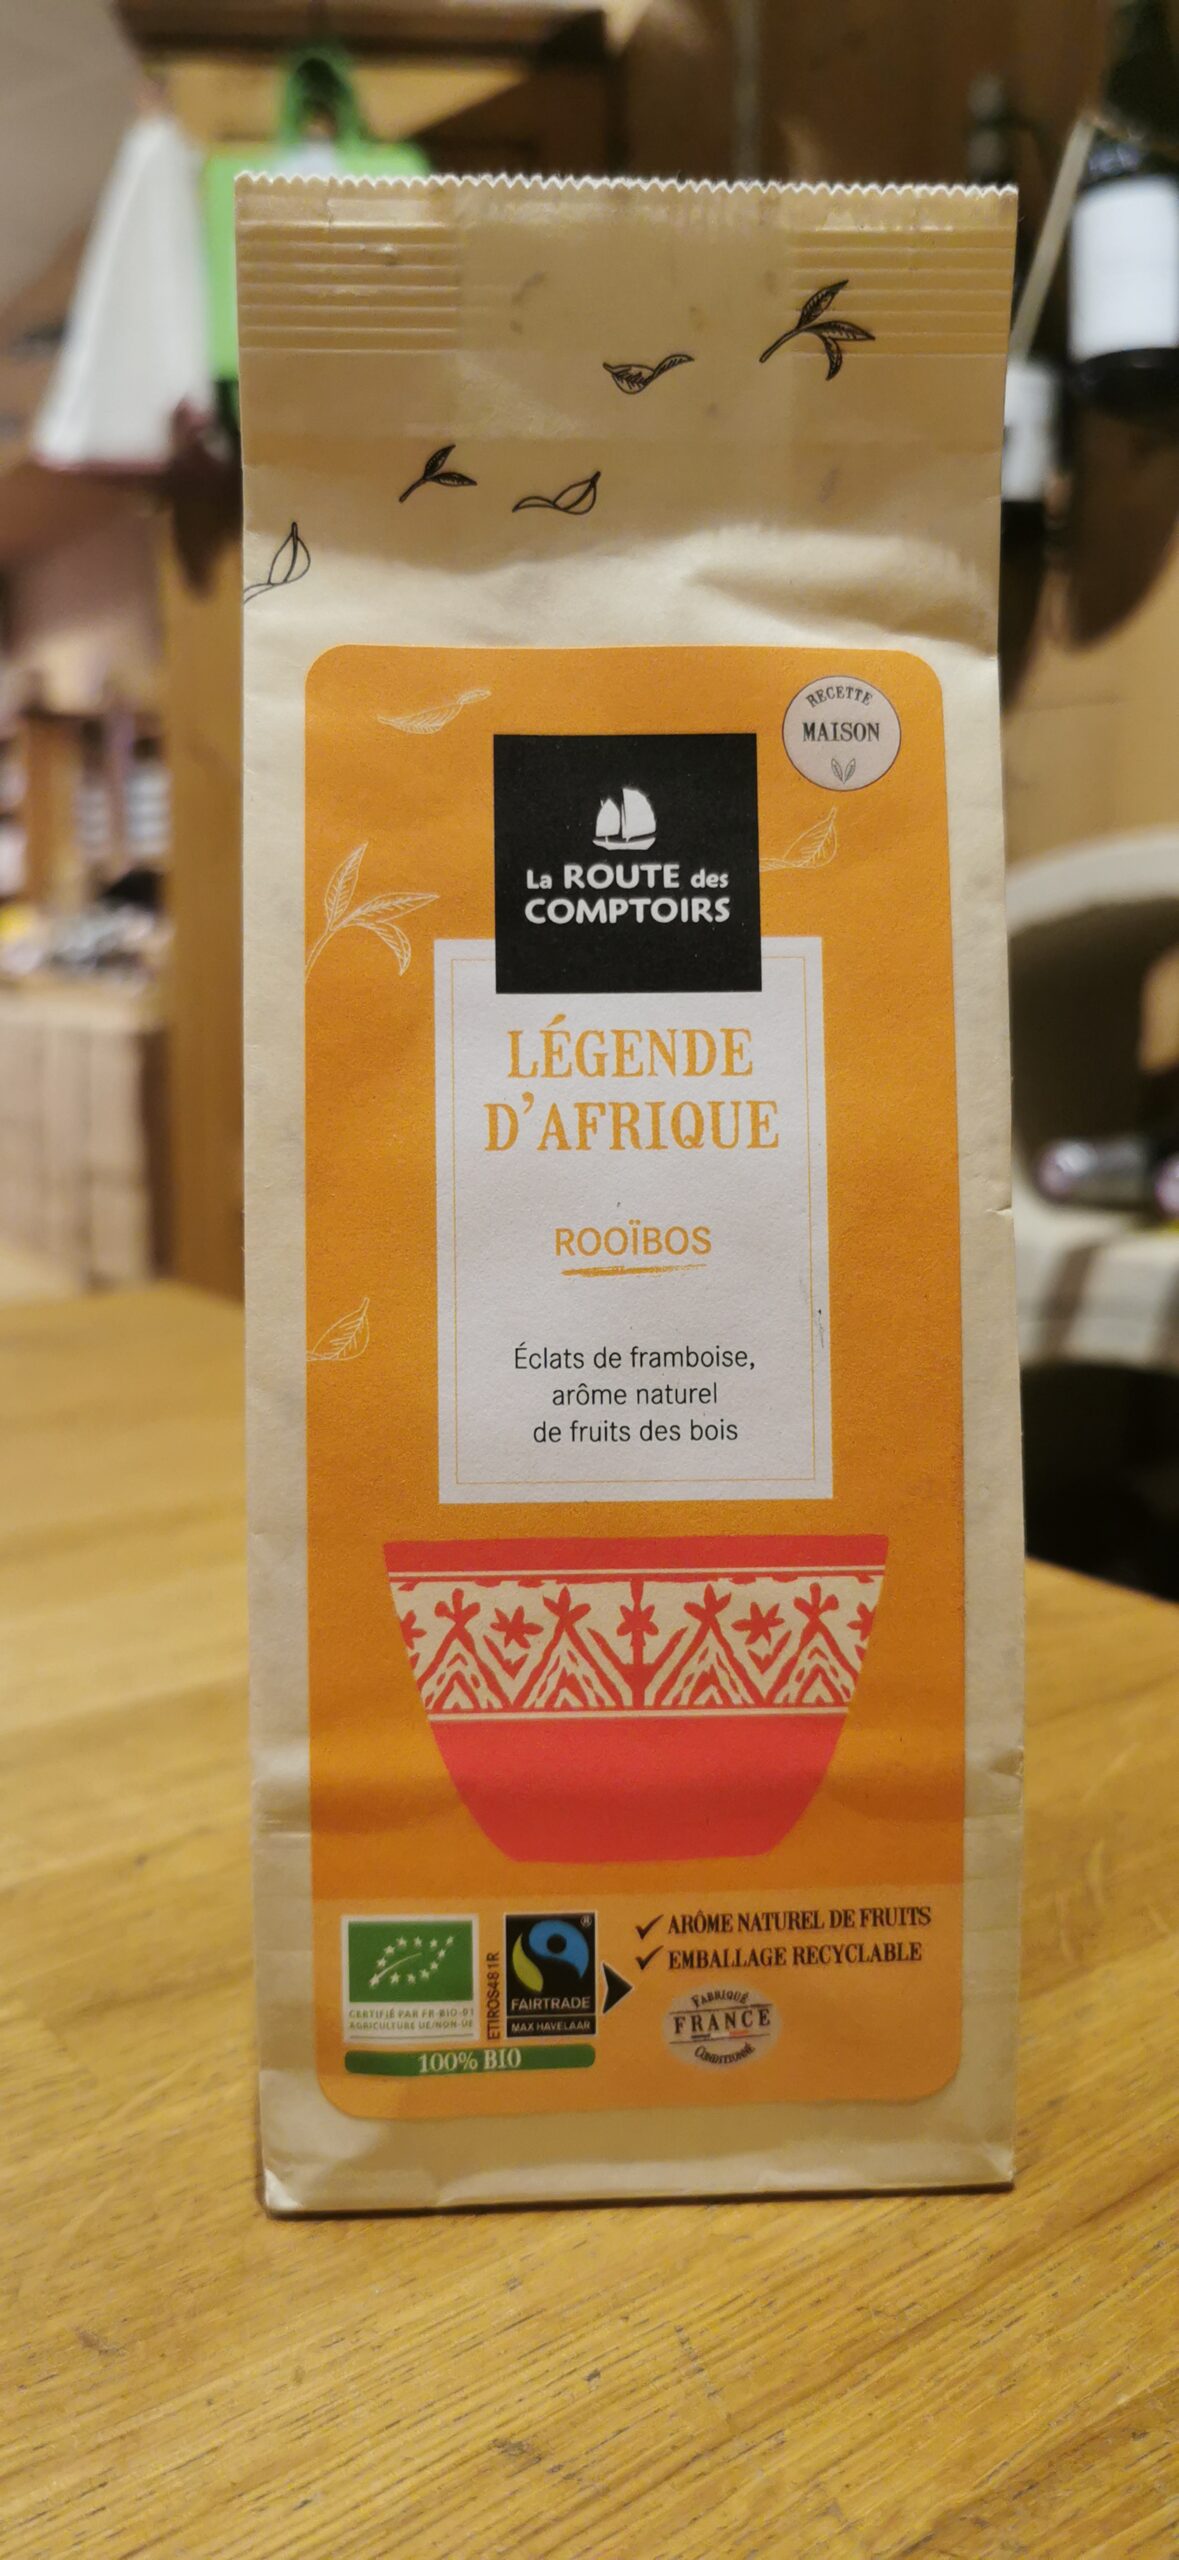 RECETTE
MAISON
La ROUTE des
COMPTOIRS
LÉGENDE
D'AFRIQUE
ROOÏBOS
Éclats de framboise,
arôme naturel
de fruits des bois
CERTIFIÉ PAR FR-BIO-01
AGRICULTURE UE/NON-UE
ETIROS481R
®
FAIRTRADE
MAX HAVELAAR
100% BIO
ARÔME NATUREL DE FRUITS
EMBALLAGE RECYCLABLE
FABRIQUÉ
FRANCE
CONDITIONNÉ